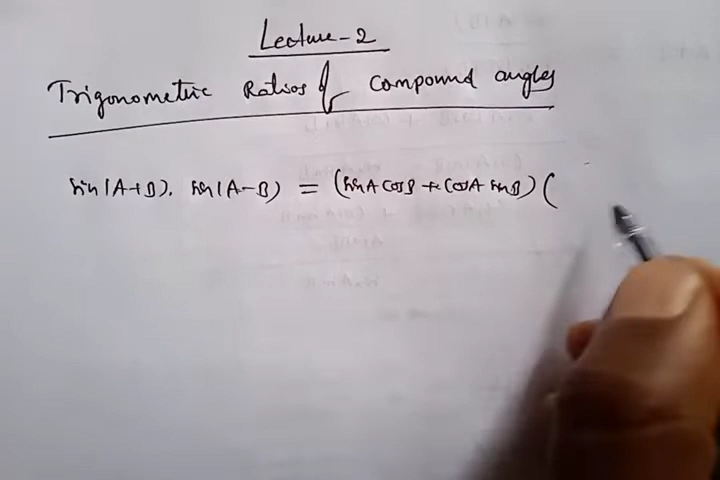 Lecture-2
Trigonometric Ratios of compound angles
sin(A+B). sin(A-B) = (sinA cosB + cosA sinB) (